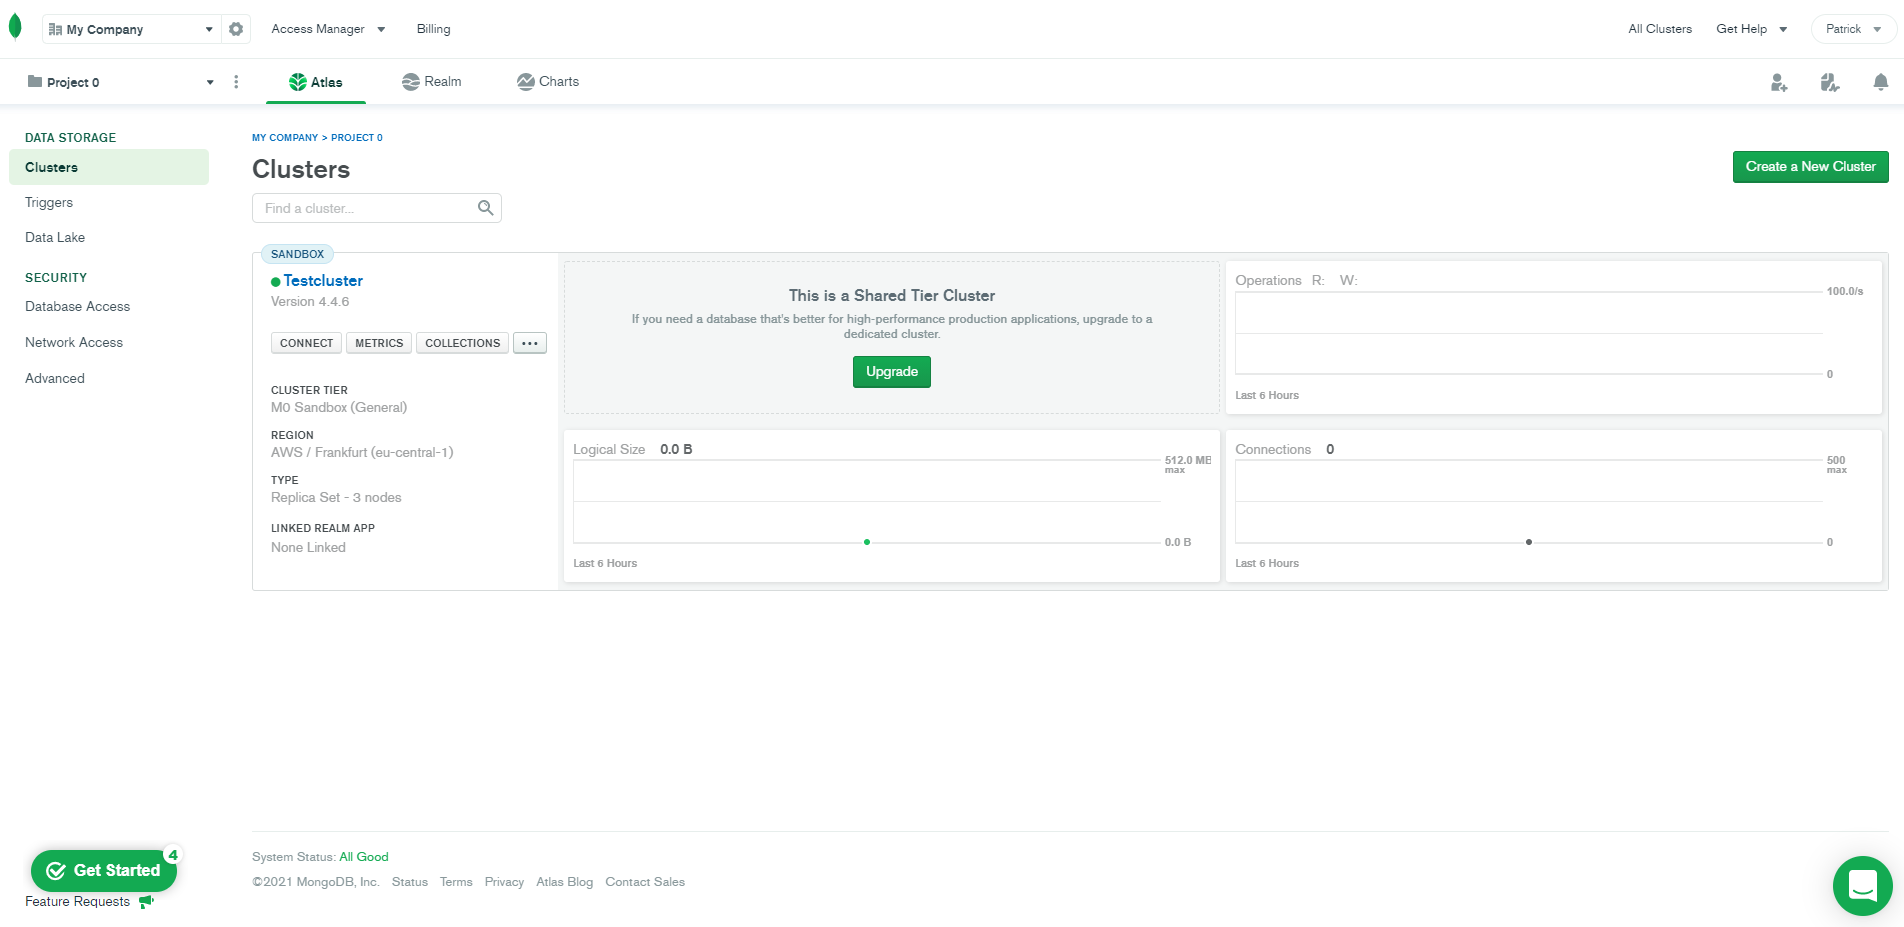 My Company
Access Manager
Billing
All Clusters
Get Help
Patrick
Project 0
Atlas
Realm
Charts
DATA STORAGE
Clusters
Triggers
Data Lake
SECURITY
Database Access
Network Access
Advanced
MY COMPANY > PROJECT 0
Clusters
Create a New Cluster
Find a cluster...
SANDBOX
Testcluster
Version 4.4.6
CONNECT METRICS COLLECTIONS ...
CLUSTER TIER
M0 Sandbox (General)
REGION
AWS / Frankfurt (eu-central-1)
TYPE
Replica Set - 3 nodes
LINKED REALM APP
None Linked
This is a Shared Tier Cluster
If you need a database that's better for high-performance production applications, upgrade to a
dedicated cluster.
Upgrade
Operations R: W:
100.0/s
0
Last 6 Hours
Logical Size 0.0 B
512.0 MB
max
0.0 B
Last 6 Hours
Connections 0
500
max
0
Last 6 Hours
System Status: All Good
©2021 MongoDB, Inc. Status Terms Privacy Atlas Blog Contact Sales
4
Get Started
Feature Requests